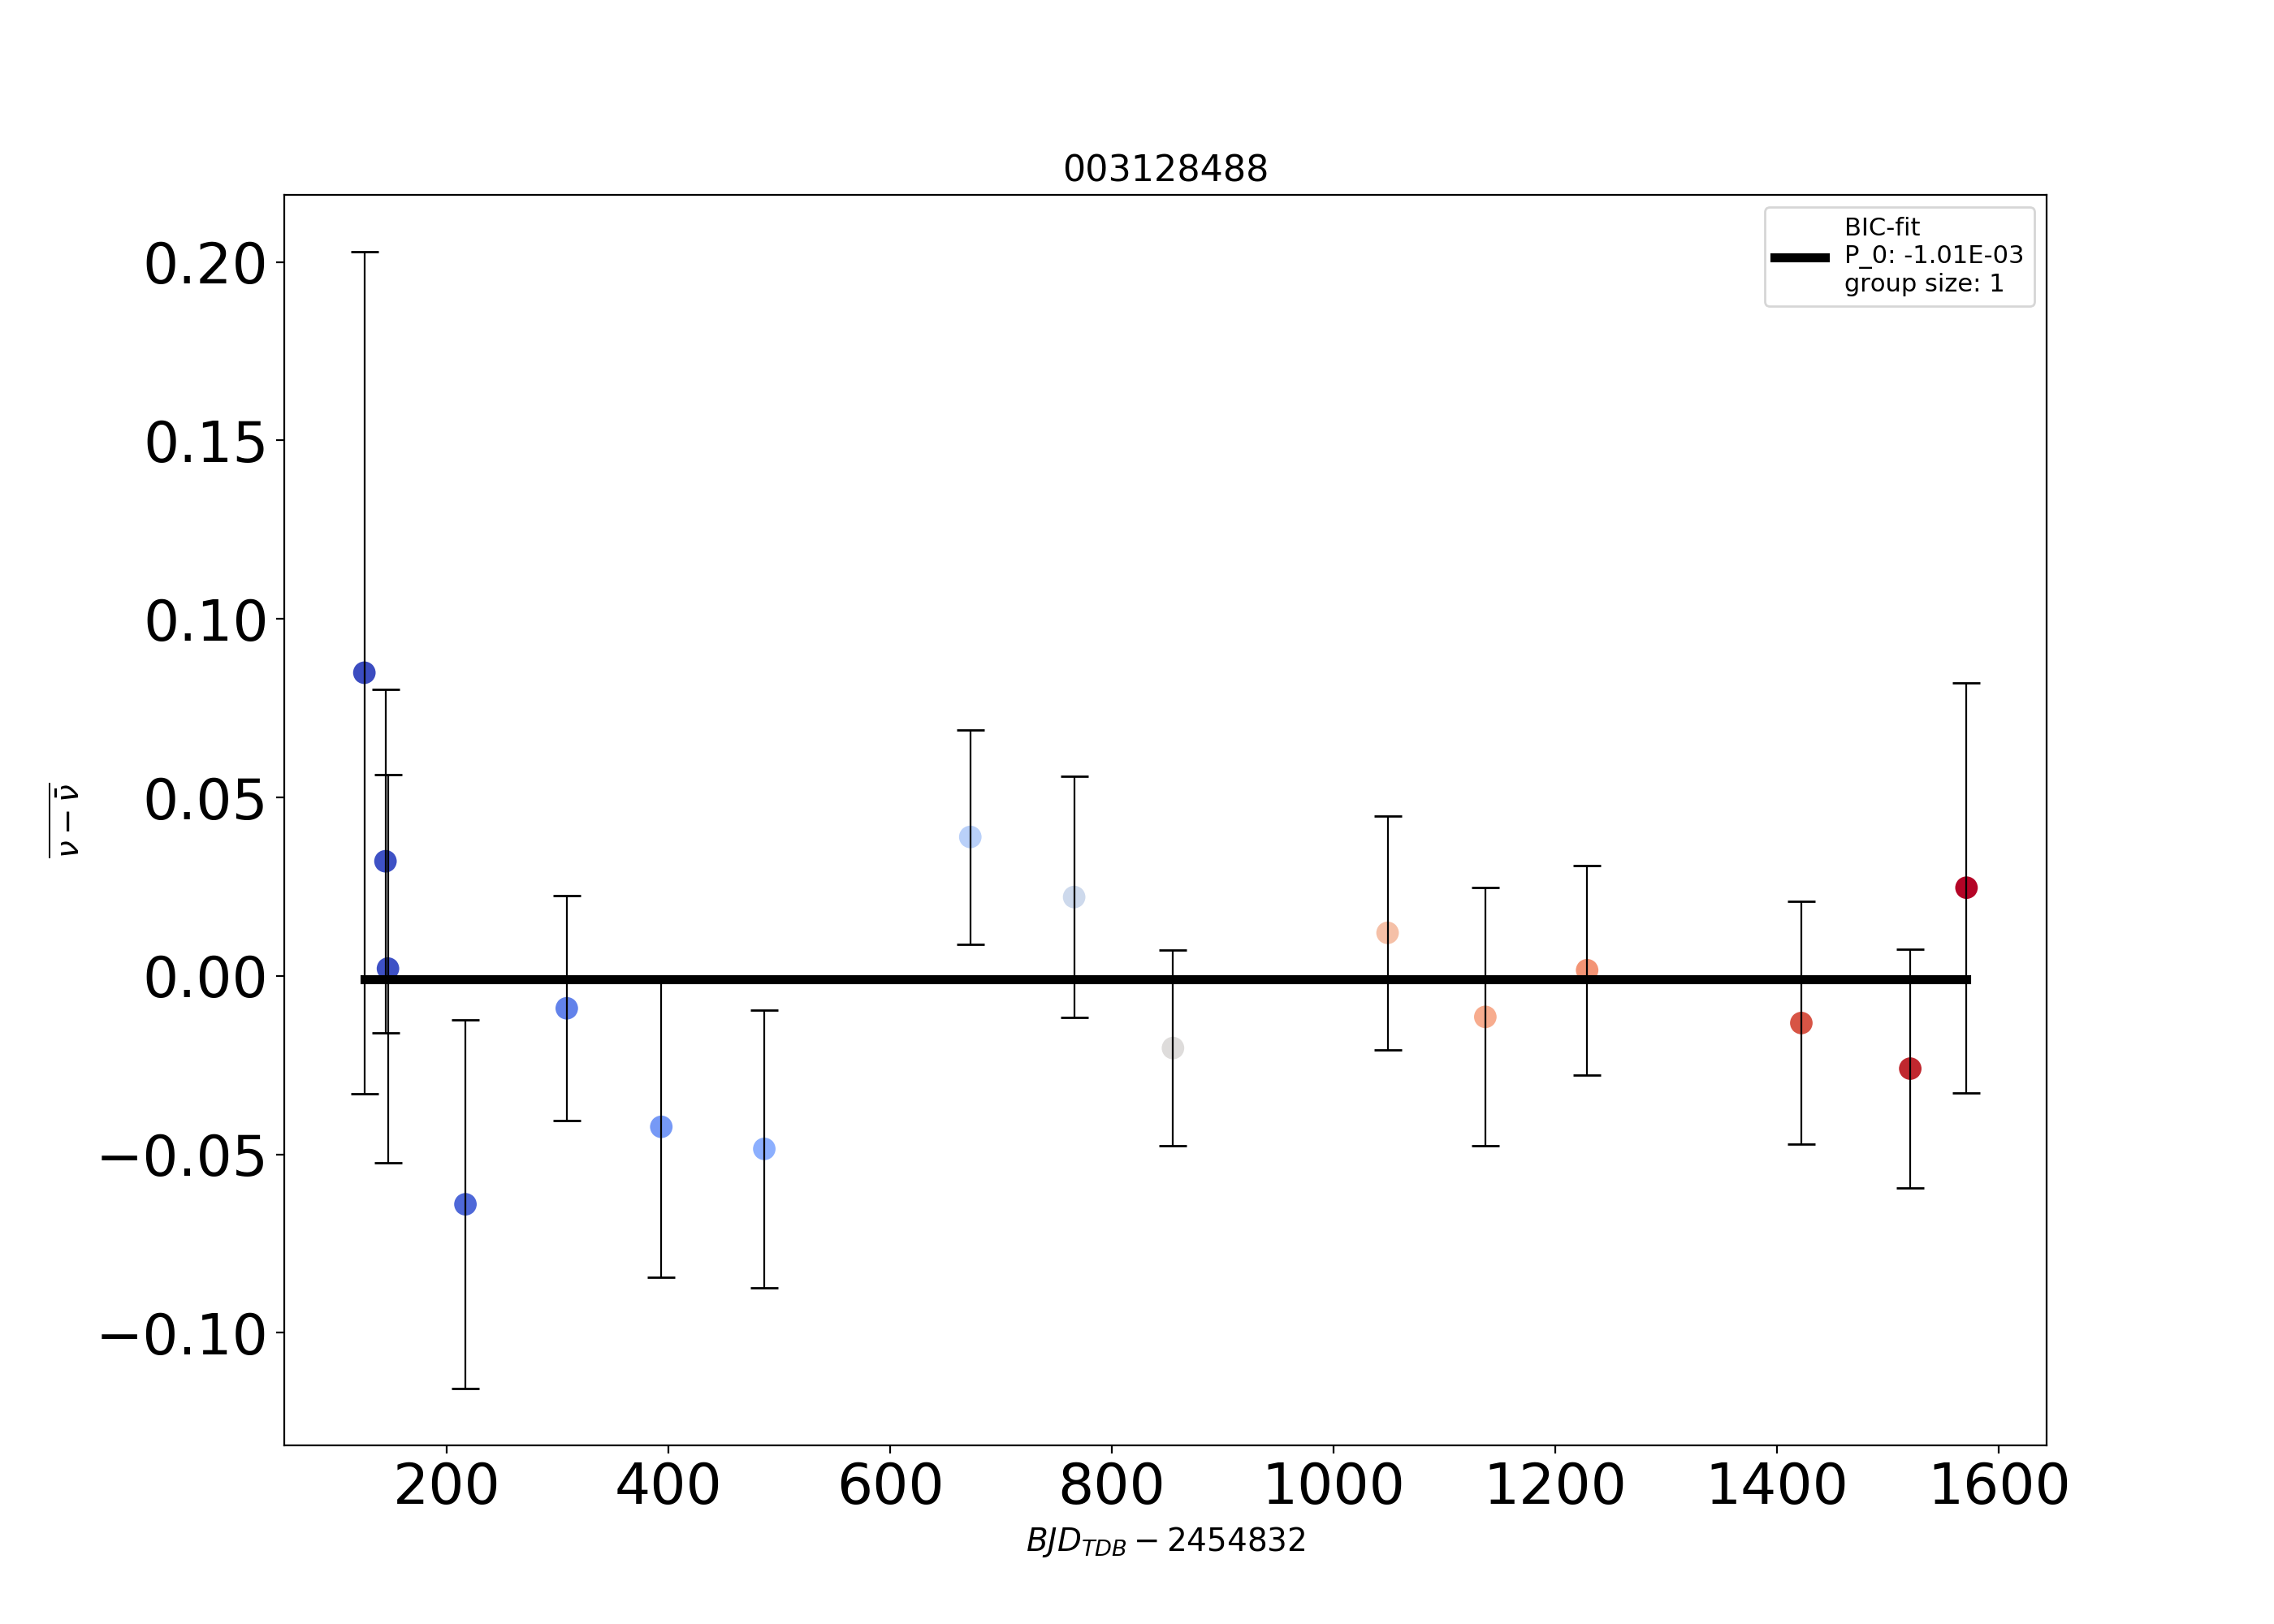 003128488
BIC-fit
P_0: -1.01E-03
group size: 1
0.20
0.15
0.10
0.05
0.00
−0.05
−0.10
ν − ν̄
200 400 600 800 1000 1200 1400 1600
BJD_TDB − 2454832